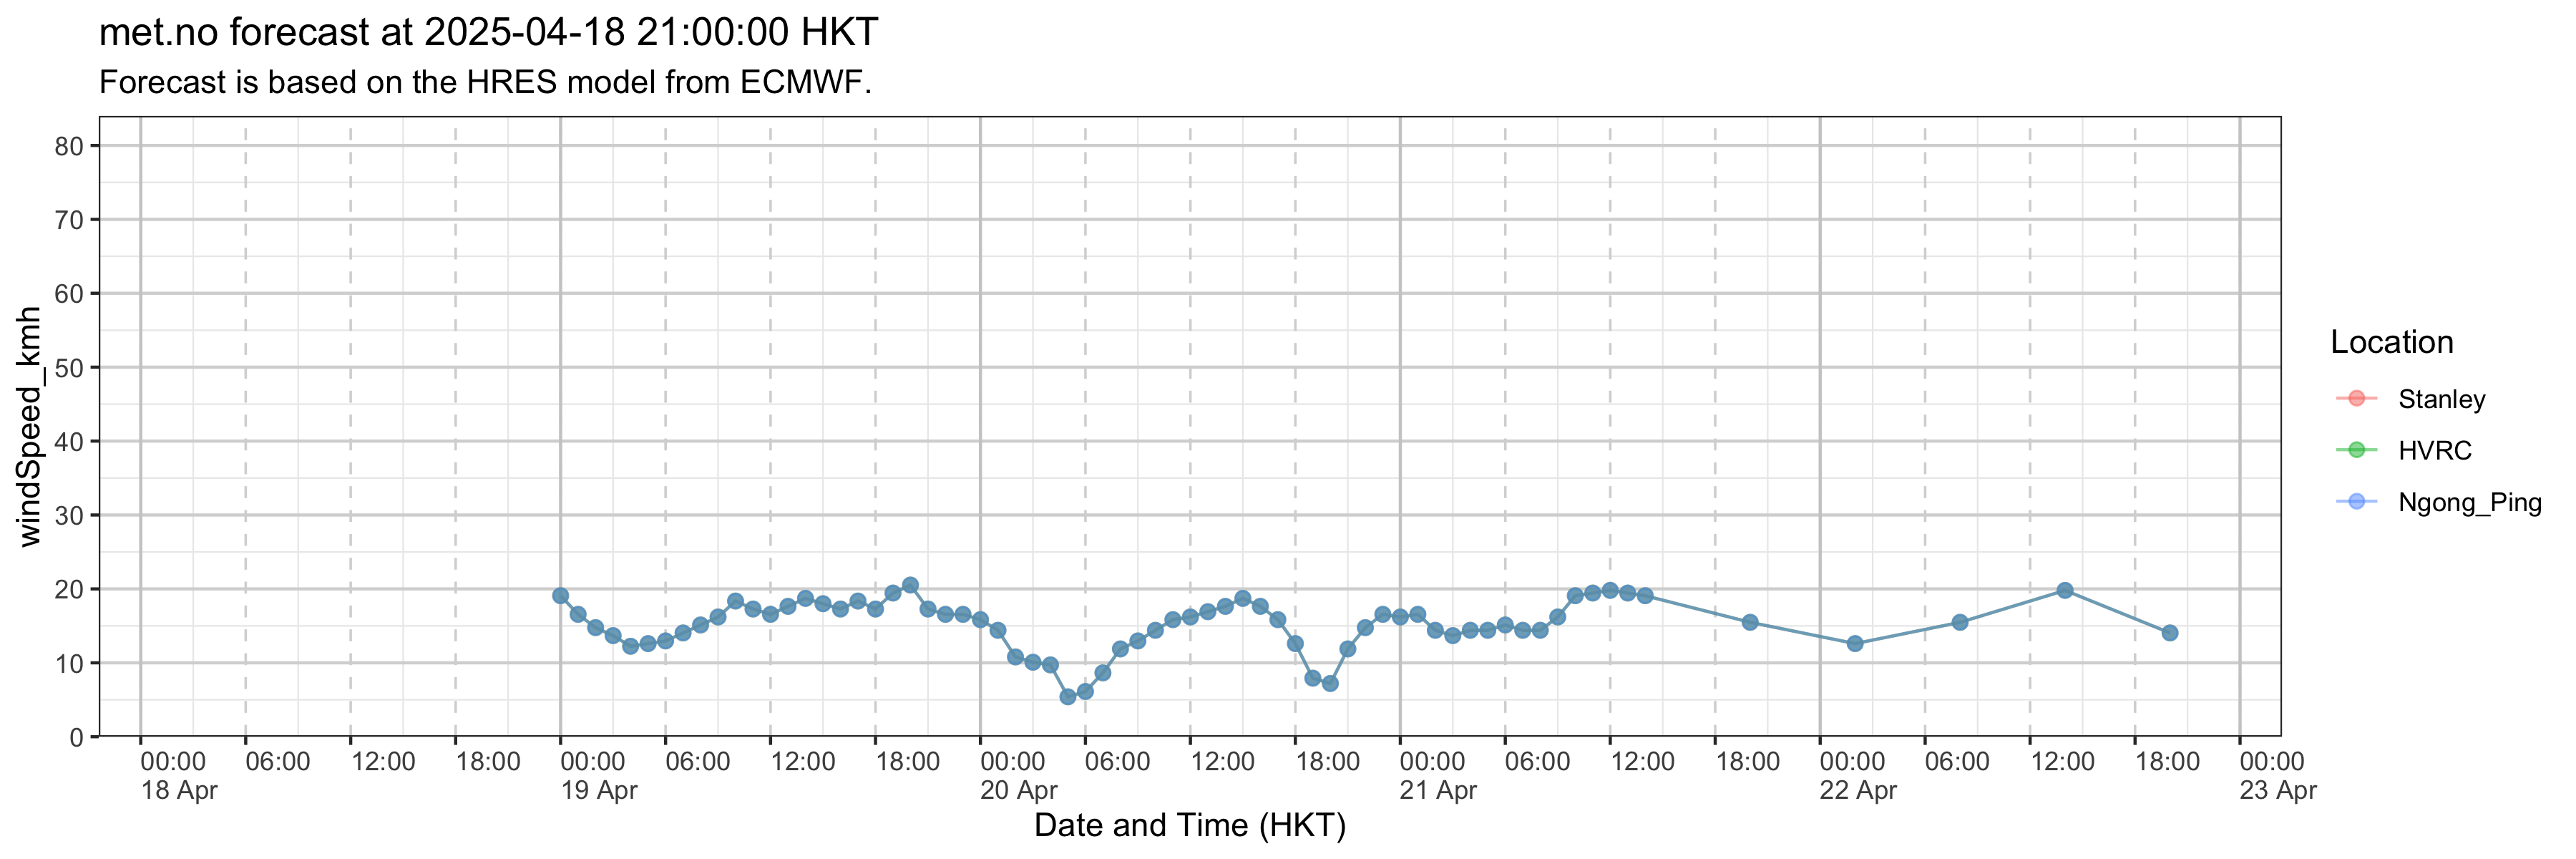 met.no forecast at 2025-04-18 21:00:00 HKT
Forecast is based on the HRES model from ECMWF.
windSpeed_kmh
80
70
60
50
40
30
20
10
0
00:00 06:00 12:00 18:00 00:00 06:00 12:00 18:00 00:00 06:00 12:00 18:00 00:00 06:00 12:00 18:00 00:00 06:00 12:00 18:00 00:00
18 Apr 19 Apr 20 Apr 21 Apr 22 Apr 23 Apr
Date and Time (HKT)
Location
Stanley
HVRC
Ngong_Ping